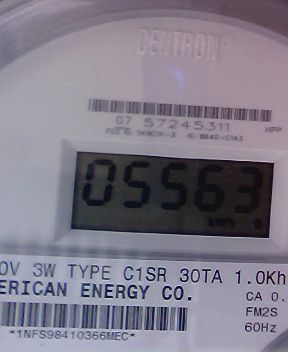 CENTRON®
07 57245311 HPP
05563
kWh
0V 3W TYPE C1SR 30TA 1.0Kh
ERICAN ENERGY CO. CA 0.
FM2S
60Hz
*1NFS98410366MEC*